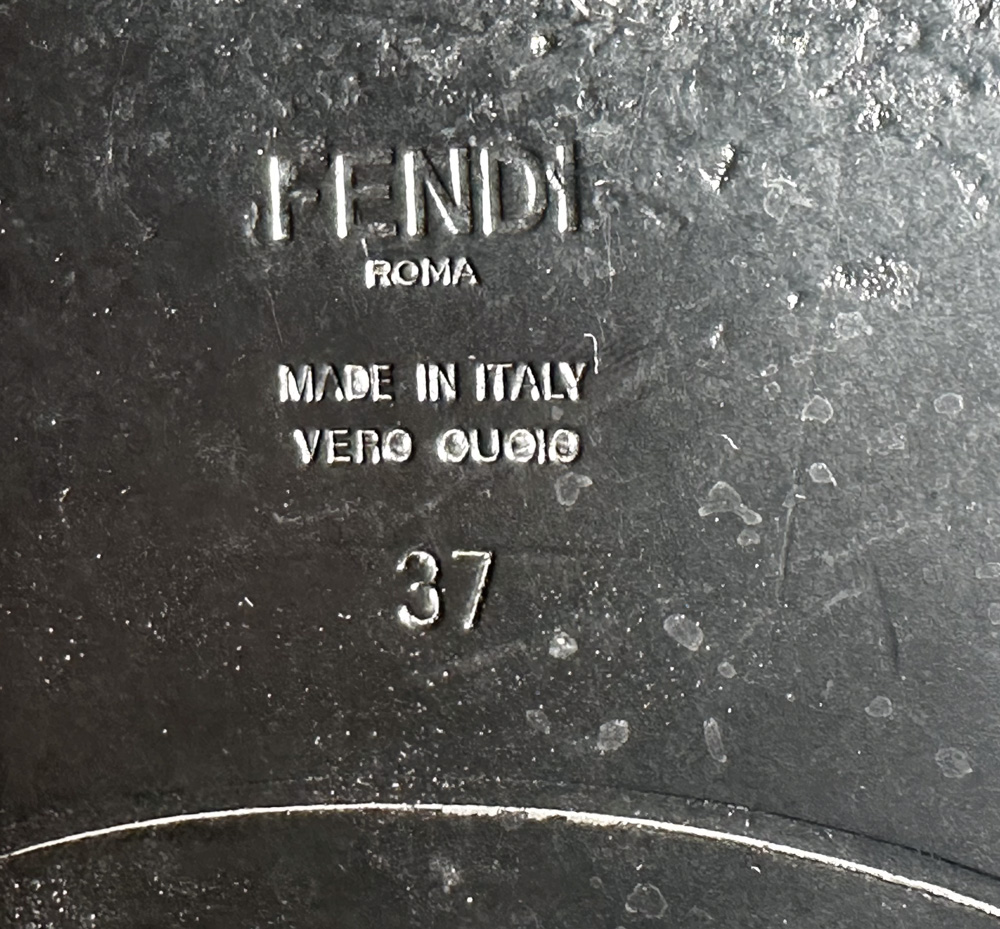 FENDI
ROMA
MADE IN ITALY
VERO CUOIO
37